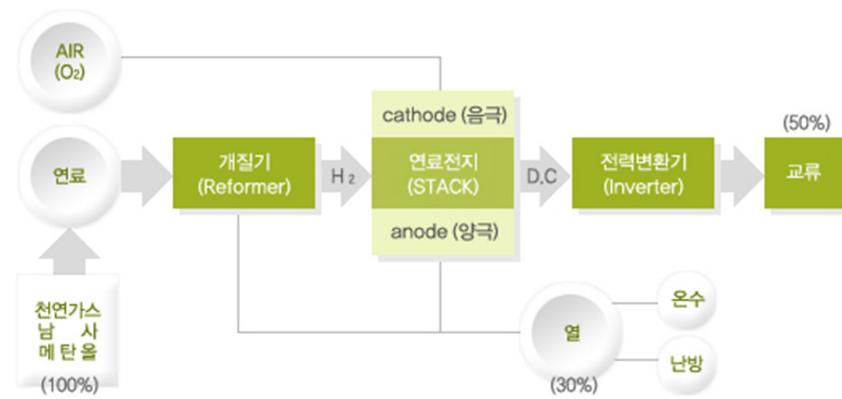 AIR
(O₂)
연료
개질기
(Reformer)
H₂
cathode (음극)
연료전지
(STACK)
anode (양극)
D.C
전력변환기
(Inverter)
(50%)
교류
천연가스
남 사
메탄올
(100%)
열
(30%)
온수
난방